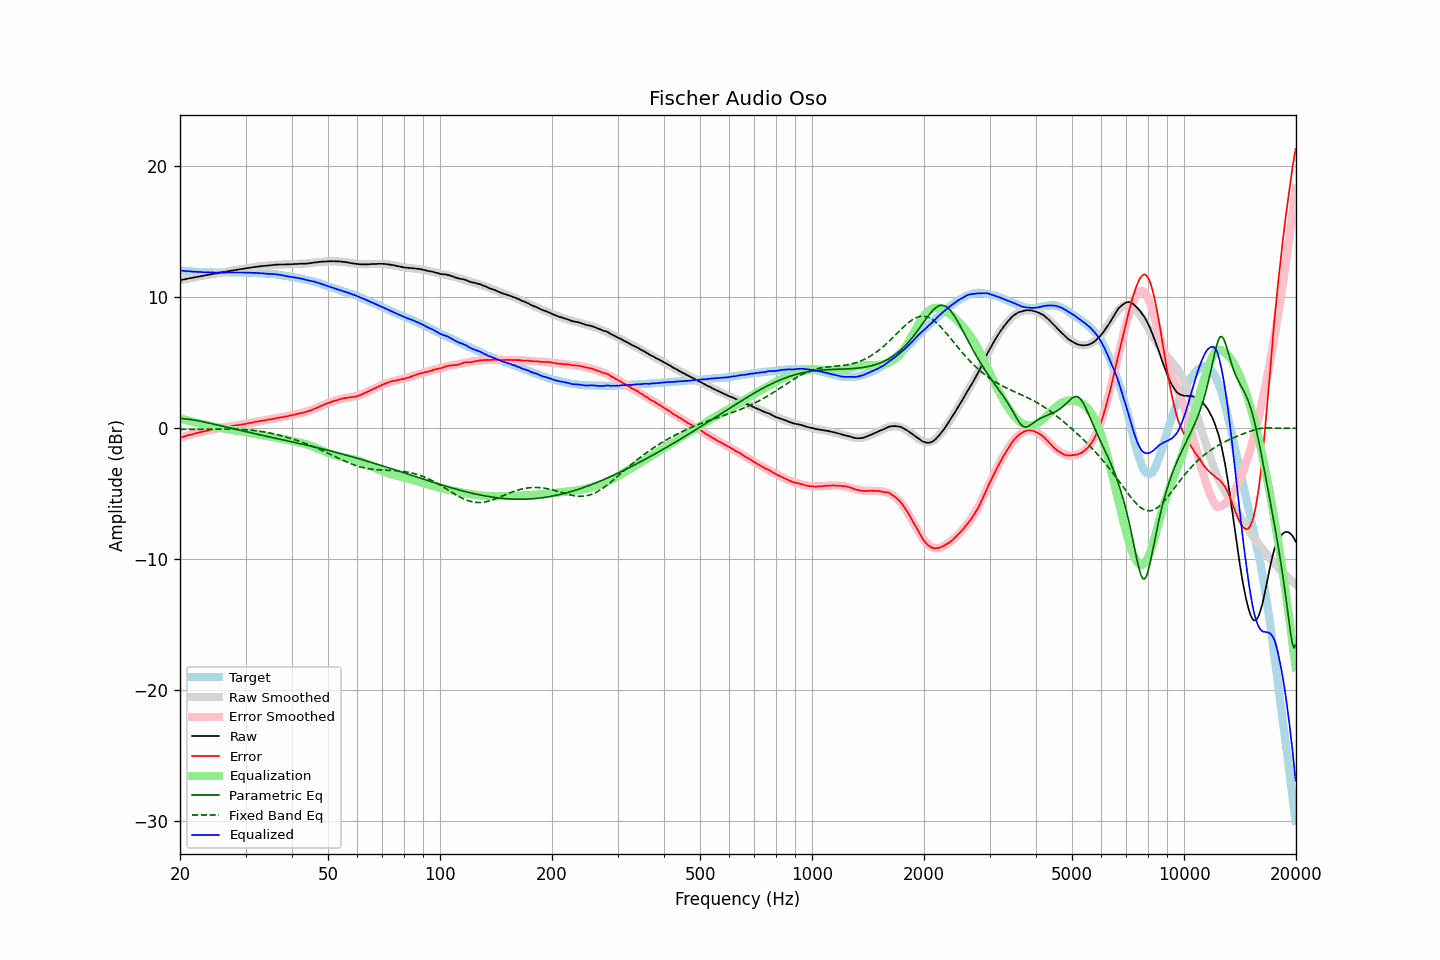 Fischer Audio Oso
Amplitude (dBr)
20
10
0
−10
−20
−30
Target
Raw Smoothed
Error Smoothed
Raw
Error
Equalization
Parametric Eq
Fixed Band Eq
Equalized
20 50 100 200 500 1000 2000 5000 10000 20000
Frequency (Hz)